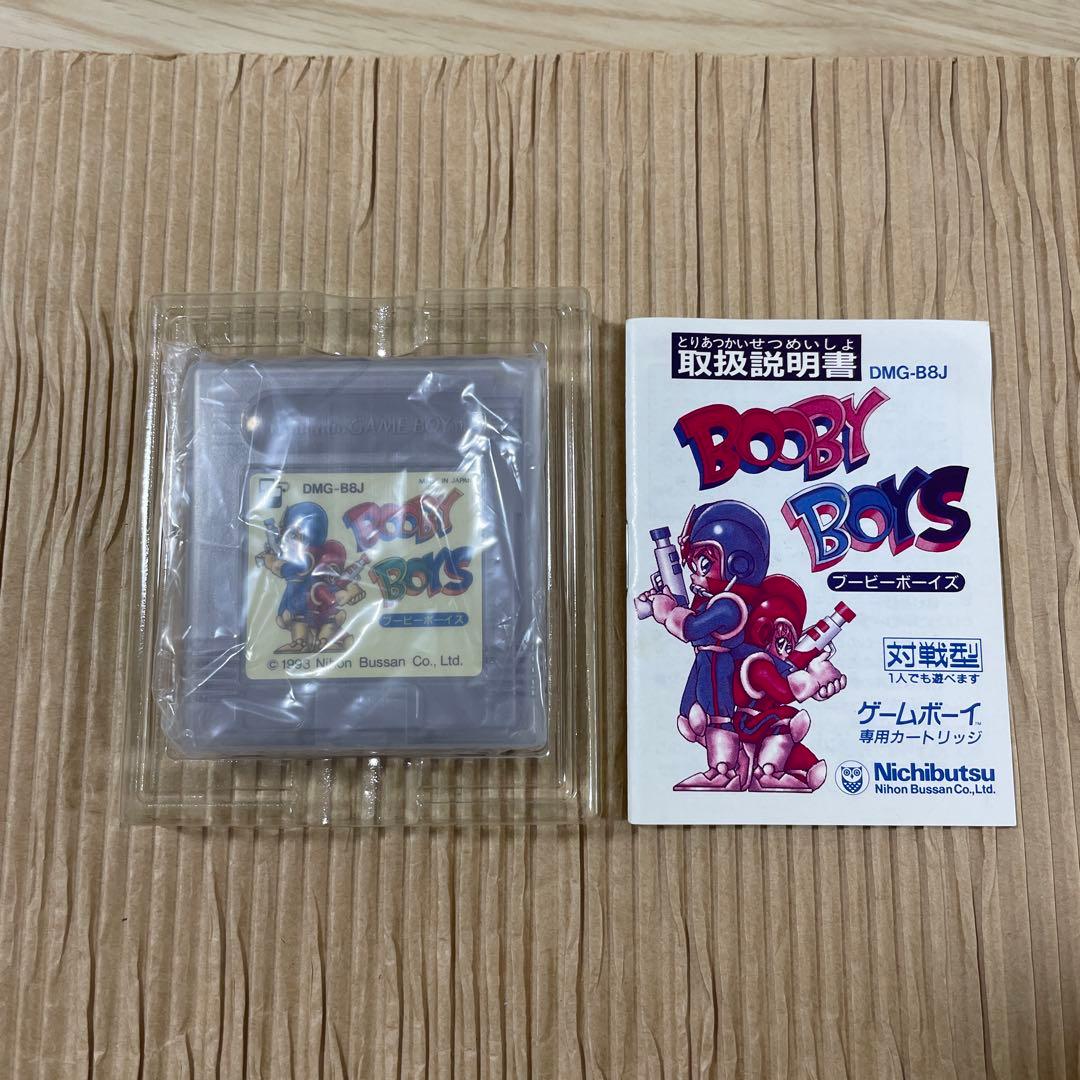 GAME BOY
DMG-B8J
MADE IN JAPAN
BOOBY
BOYS
ブービーボーイズ
© 1993 Nihon Bussan Co., Ltd.
とりあつかいせつめいしょ
取扱説明書
DMG-B8J
BOOBY
BOYS
ブービーボーイズ
対戦型
1人でも遊べます
ゲームボーイ™
専用カートリッジ
Nichibutsu
Nihon Bussan Co., Ltd.